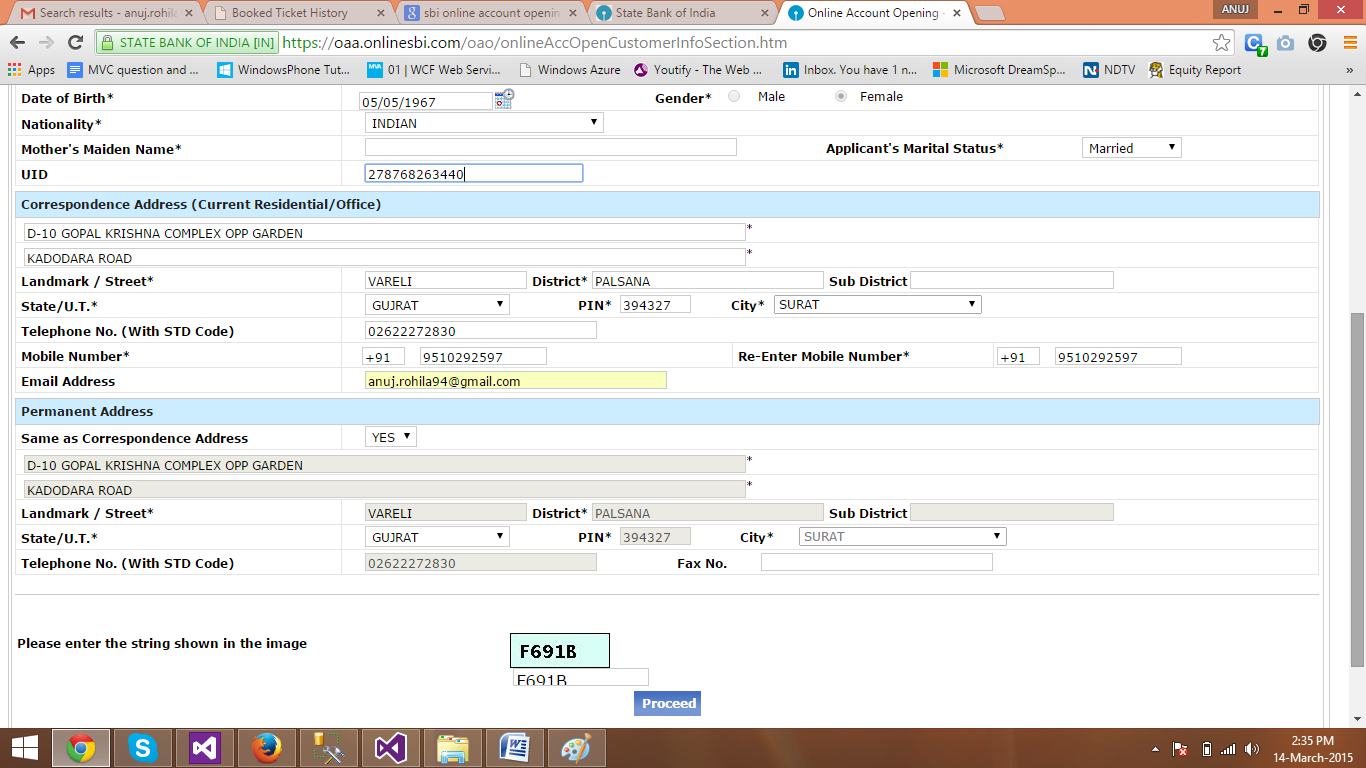 Search results - anuj.rohila Booked Ticket History sbi online account opening State Bank of India Online Account Opening - ANUJ
STATE BANK OF INDIA [IN] https://oaa.onlinesbi.com/oao/onlineAccOpenCustomerInfoSection.htm
Apps MVC question and ... WindowsPhone Tut... 01 | WCF Web Servi... Windows Azure Youtify - The Web ... Inbox. You have 1 n... Microsoft DreamSp... NDTV Equity Report »
Date of Birth* 05/05/1967 Gender* Male Female
Nationality* INDIAN
Mother's Maiden Name* Applicant's Marital Status* Married
UID 278768263440
Correspondence Address (Current Residential/Office)
D-10 GOPAL KRISHNA COMPLEX OPP GARDEN *
KADODARA ROAD *
Landmark / Street* VARELI District* PALSANA Sub District
State/U.T.* GUJRAT PIN* 394327 City* SURAT
Telephone No. (With STD Code) 02622272830
Mobile Number* +91 9510292597 Re-Enter Mobile Number* +91 9510292597
Email Address anuj.rohila94@gmail.com
Permanent Address
Same as Correspondence Address YES
D-10 GOPAL KRISHNA COMPLEX OPP GARDEN *
KADODARA ROAD *
Landmark / Street* VARELI District* PALSANA Sub District
State/U.T.* GUJRAT PIN* 394327 City* SURAT
Telephone No. (With STD Code) 02622272830 Fax No.
Please enter the string shown in the image F691B
F691B
Proceed
2:35 PM
14-March-2015